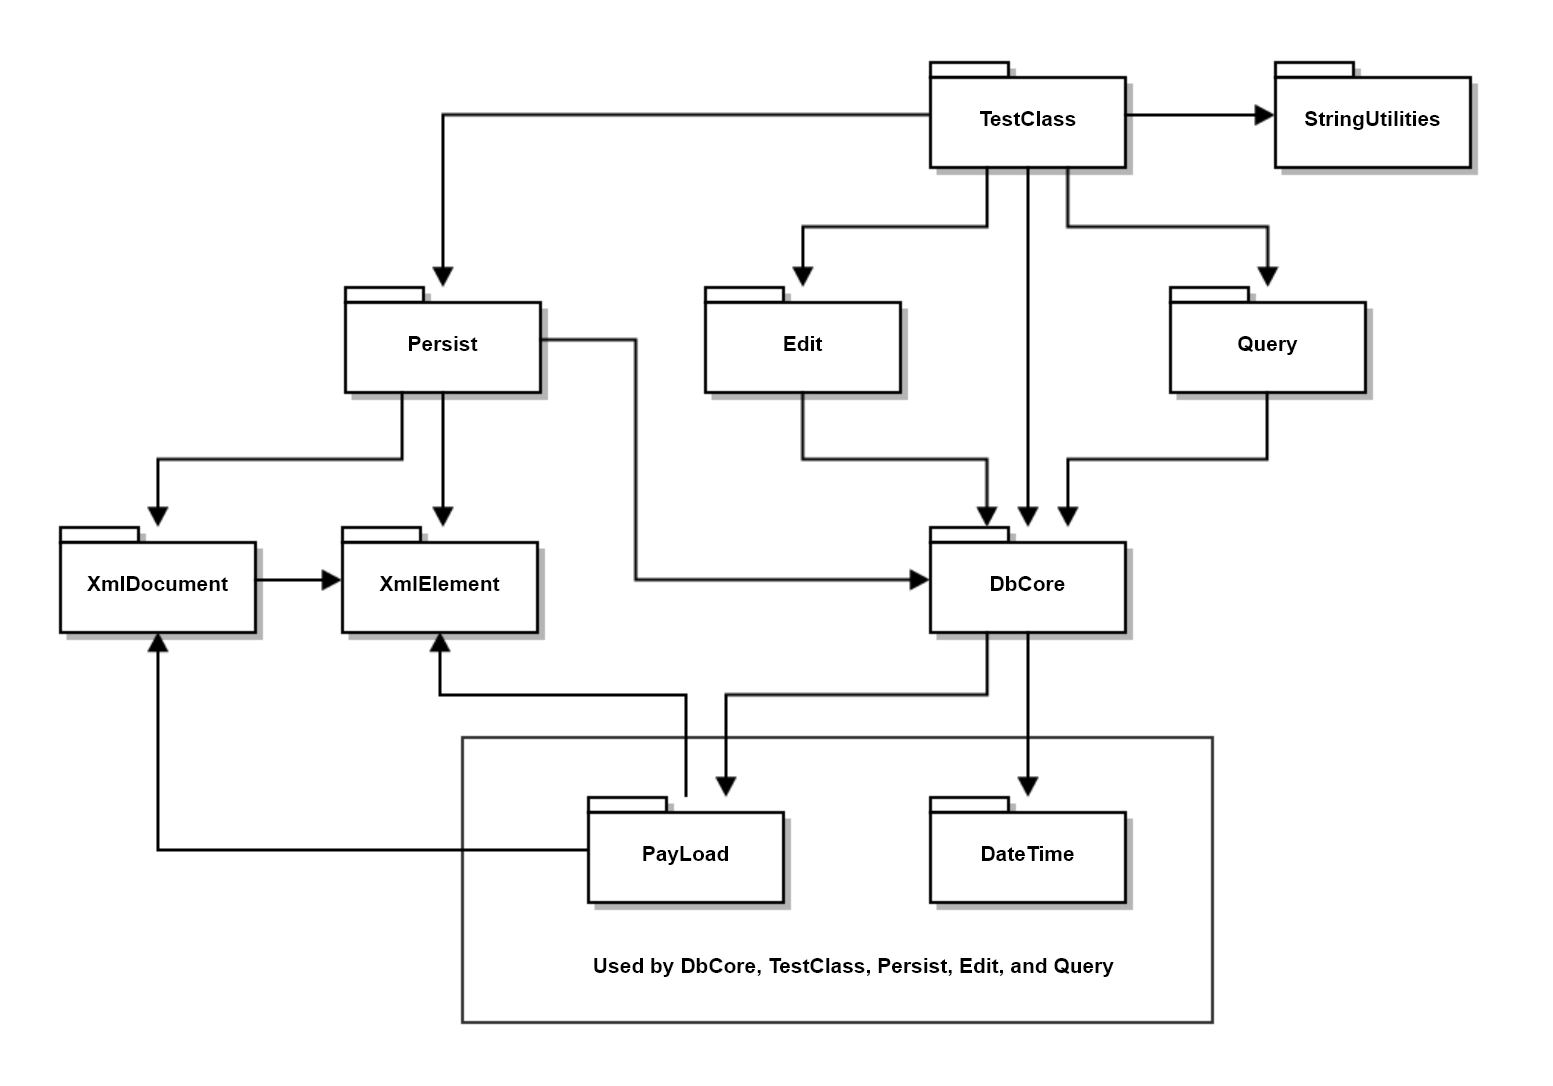 TestClass
StringUtilities
Persist
Edit
Query
XmlDocument
XmlElement
DbCore
PayLoad
DateTime
Used by DbCore, TestClass, Persist, Edit, and Query